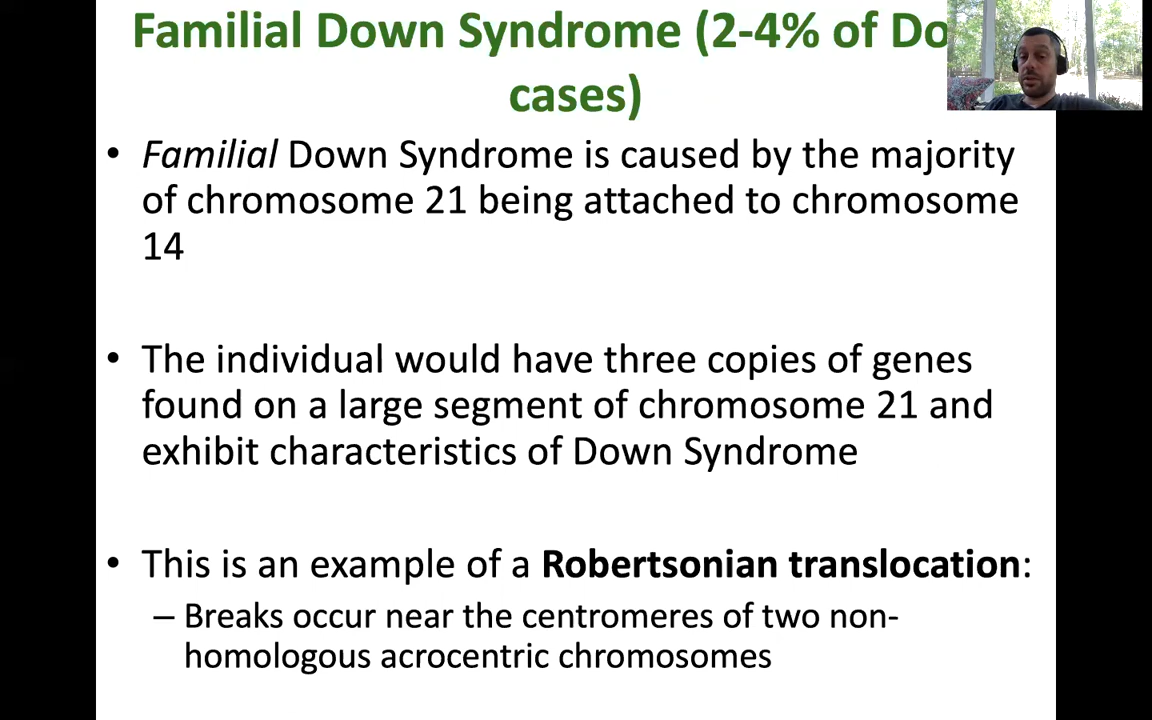 Familial Down Syndrome (2-4% of
cases)
• Familial Down Syndrome is caused by the majority
of chromosome 21 being attached to chromosome
14
• The individual would have three copies of genes
found on a large segment of chromosome 21 and
exhibit characteristics of Down Syndrome
• This is an example of a Robertsonian translocation:
– Breaks occur near the centromeres of two non-
homologous acrocentric chromosomes